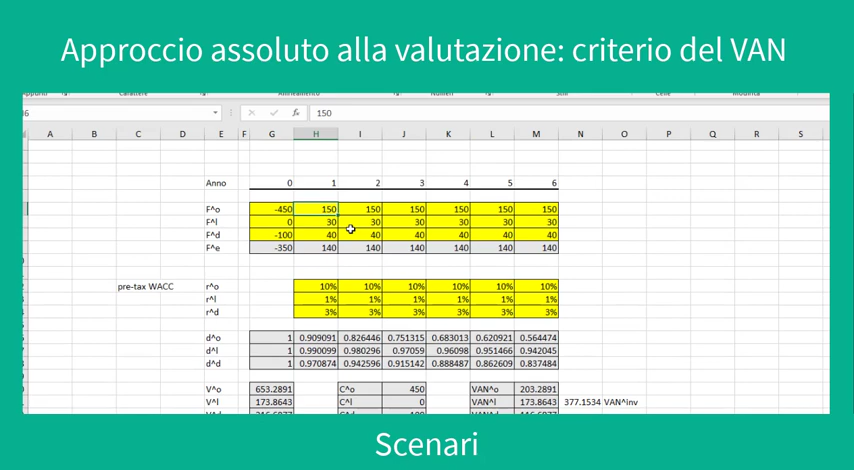 Approccio assoluto alla valutazione: criterio del VAN
fx 150
A B C D E F G H I J K L M N O P Q R S
Anno 0 1 2 3 4 5 6
F^o -450 150 150 150 150 150 150
F^l 0 30 30 30 30 30 30
F^d -100 40 40 40 40 40 40
F^e -350 140 140 140 140 140 140
pre-tax WACC r^o 10% 10% 10% 10% 10% 10%
r^l 1% 1% 1% 1% 1% 1%
r^d 3% 3% 3% 3% 3% 3%
d^o 1 0.909091 0.826446 0.751315 0.683013 0.620921 0.564474
d^l 1 0.990099 0.980296 0.97059 0.96098 0.951466 0.942045
d^d 1 0.970874 0.942596 0.915142 0.888487 0.862609 0.837484
V^o 653.2891 C^o 450 VAN^o 203.2891
V^l 173.8643 C^l 0 VAN^l 173.8643 377.1534 VAN^inv
Scenari